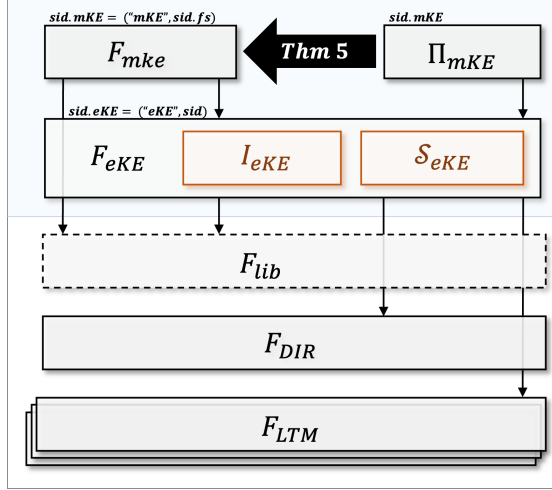 sid.mKE = ("mKE",sid.fs)
sid.mKE
F_mke
Thm 5
Π_mKE
sid.eKE = ("eKE",sid)
F_eKE
I_eKE
S_eKE
F_lib
F_DIR
F_LTM